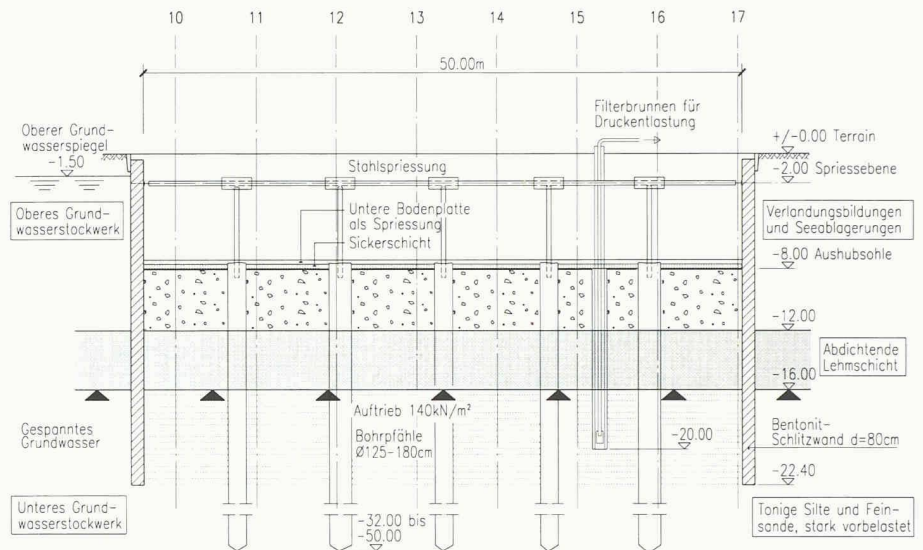 10 11 12 13 14 15 16 17
50.00m
Filterbrunnen für
Druckentlastung
Oberer Grund-
wasserspiegel
-1.50
+/-0.00 Terrain
Stahlspriessung
-2.00 Spriessebene
Oberes Grund-
wasserstockwerk
Untere Bodenplatte
als Spriessung
Sickerschicht
Verlandungsbildungen
und Seeablagerungen
-8.00 Aushubsohle
-12.00
Abdichtende
Lehmschicht
-16.00
Auftrieb 140kN/m²
Gespanntes
Grundwasser
Bohrpfähle
Ø125-180cm
-20.00
Bentonit-
Schlitzwand d=80cm
-22.40
Unteres Grund-
wasserstockwerk
-32.00 bis
-50.00
Tonige Silte und Fein-
sande, stark vorbelastet